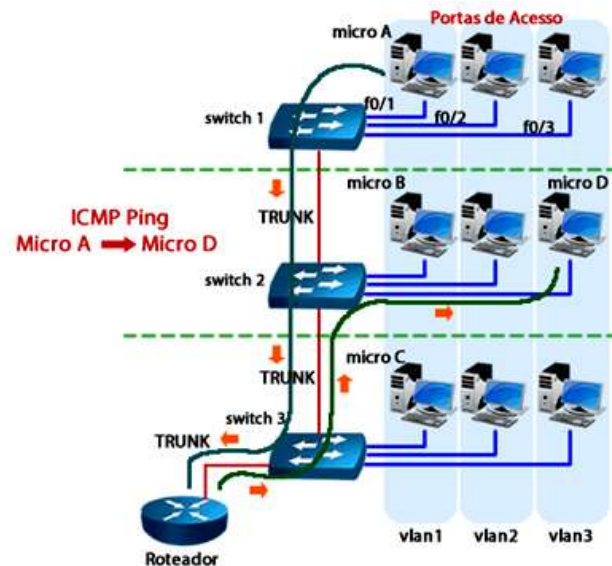 Portas de Acesso
micro A
f0/1
switch 1
f0/2
f0/3
micro B
micro D
ICMP Ping
Micro A Micro D
TRUNK
switch 2
micro C
TRUNK
switch 3
TRUNK
Roteador
vlan1
vlan2
vlan3